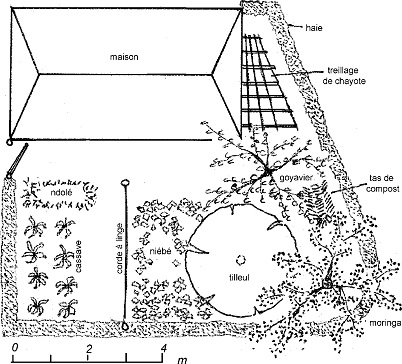 maison
haie
treillage
de chayote
ndolé
goyavier
tas de
compost
cassave
corde à linge
niébé
tilleul
moringa
0 2 4
m